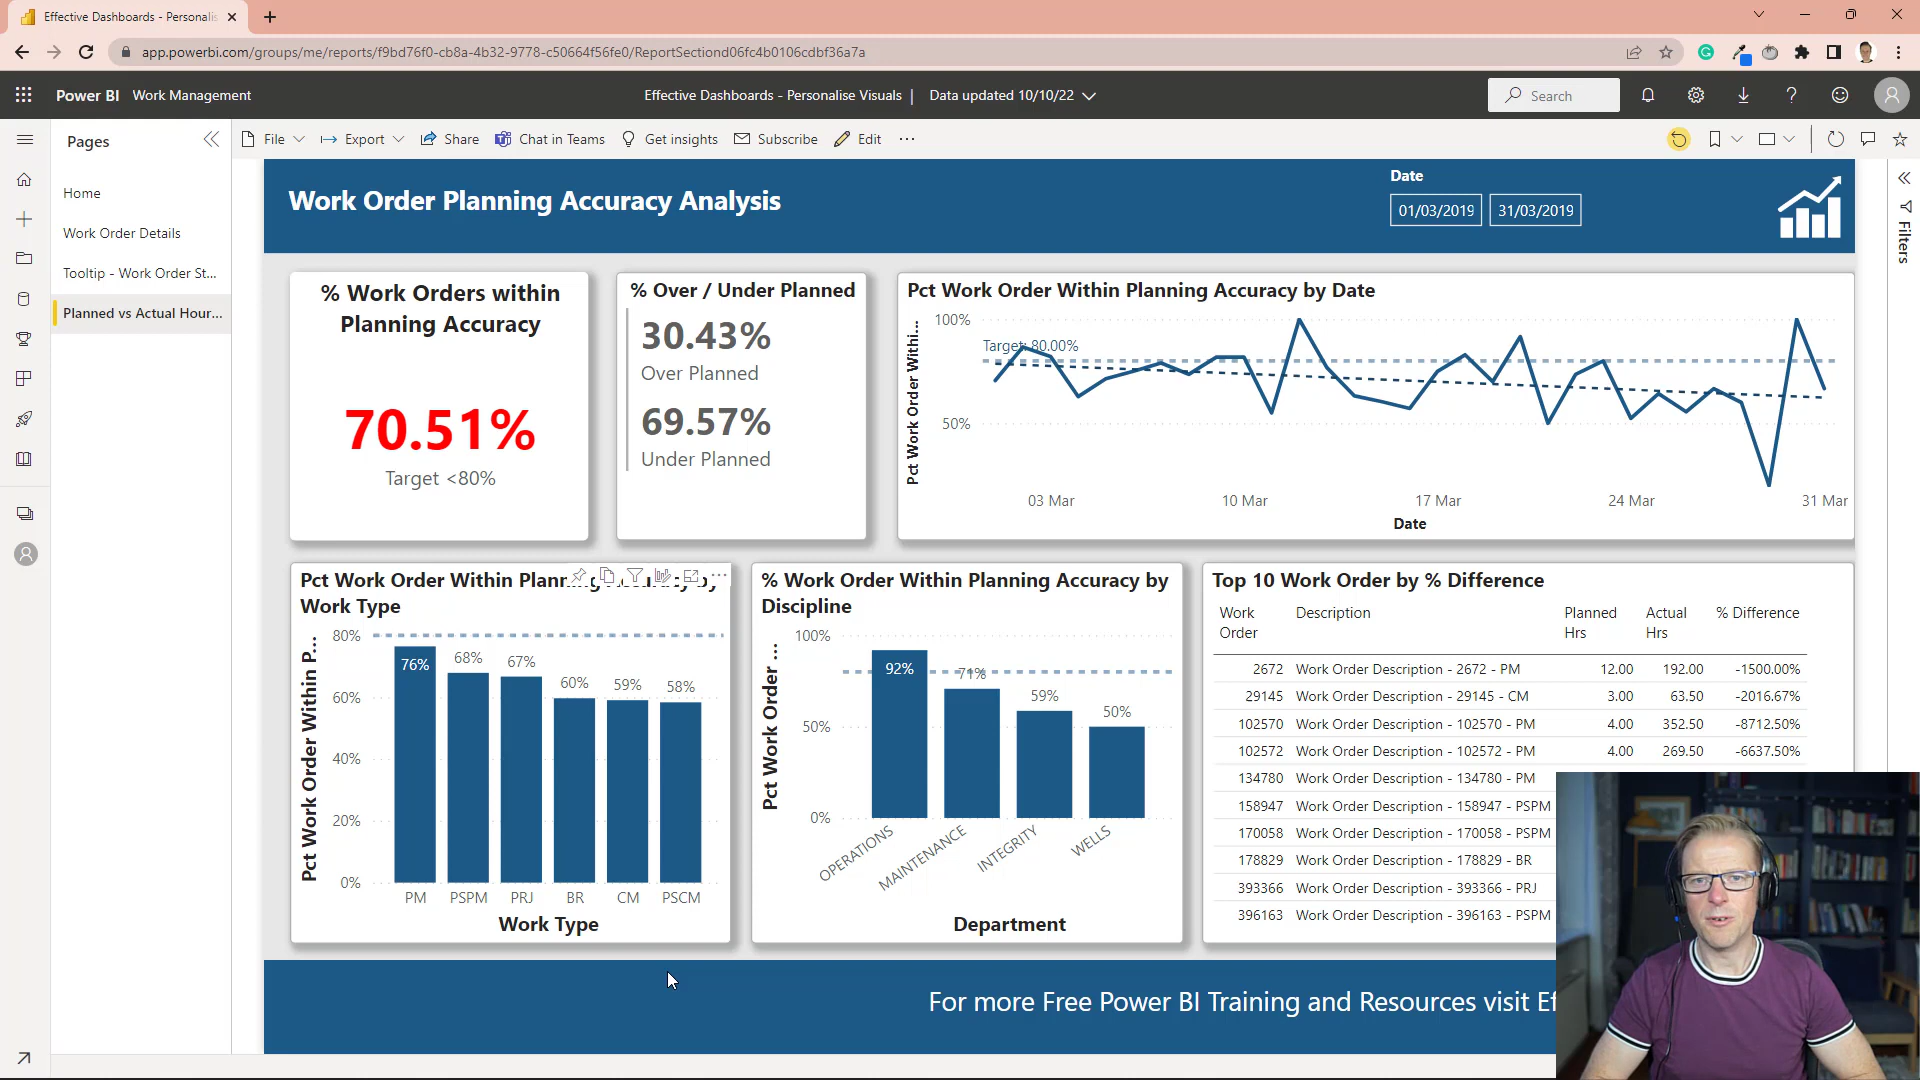 Effective Dashboards - Personalis
app.powerbi.com/groups/me/reports/f9bd76f0-cb8a-4b32-9778-c50664f56fe0/ReportSectiond06fc4b0106cdbf36a7a
Power BI Work Management
Effective Dashboards - Personalise Visuals | Data updated 10/10/22
Search
Pages
File Export Share Chat in Teams Get insights Subscribe Edit ...
Home
Work Order Details
Tooltip - Work Order St...
Planned vs Actual Hour...
Filters
Work Order Planning Accuracy Analysis
Date
01/03/2019 31/03/2019
% Work Orders within
Planning Accuracy
70.51%
Target <80%
% Over / Under Planned
30.43%
Over Planned
69.57%
Under Planned
Pct Work Order Within Planning Accuracy by Date
Pct Work Order Withi...
100%
Target: 80.00%
50%
03 Mar 10 Mar 17 Mar 24 Mar 31 Mar
Date
Pct Work Order Within Planning Accuracy by
Work Type
Pct Work Order Within P...
80%
60%
40%
20%
0%
76% 68% 67% 60% 59% 58%
PM PSPM PRJ BR CM PSCM
Work Type
% Work Order Within Planning Accuracy by
Discipline
Pct Work Order ...
100%
50%
0%
92% 71% 59% 50%
OPERATIONS MAINTENANCE INTEGRITY WELLS
Department
Top 10 Work Order by % Difference
Work Description Planned Actual % Difference
Order Hrs Hrs
2672 Work Order Description - 2672 - PM 12.00 192.00 -1500.00%
29145 Work Order Description - 29145 - CM 3.00 63.50 -2016.67%
102570 Work Order Description - 102570 - PM 4.00 352.50 -8712.50%
102572 Work Order Description - 102572 - PM 4.00 269.50 -6637.50%
134780 Work Order Description - 134780 - PM
158947 Work Order Description - 158947 - PSPM
170058 Work Order Description - 170058 - PSPM
178829 Work Order Description - 178829 - BR
393366 Work Order Description - 393366 - PRJ
396163 Work Order Description - 396163 - PSPM
For more Free Power BI Training and Resources visit Ef